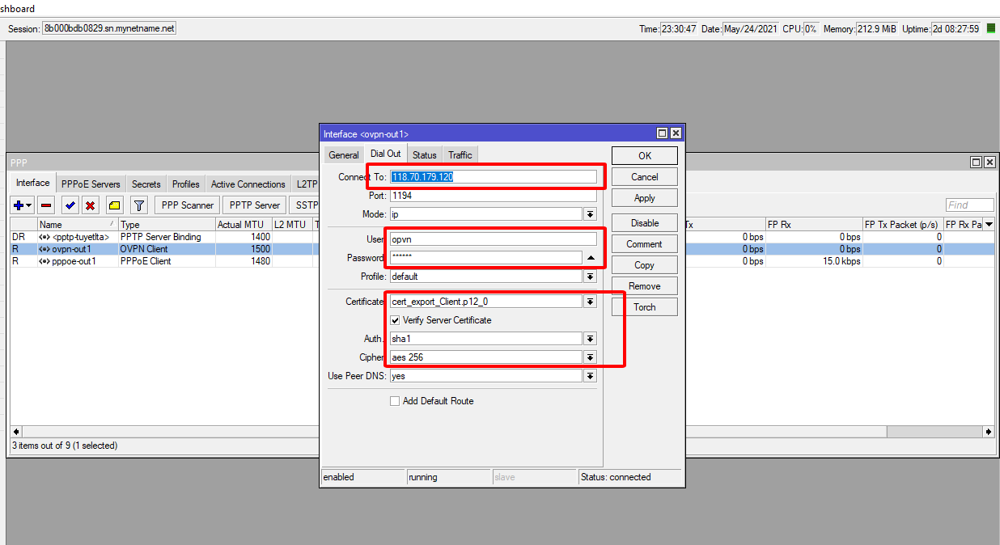 shboard
Session: 8b000bdb0829.sn.mynetname.net Time: 23:30:47 Date: May/24/2021 CPU: 0% Memory: 212.9 MiB Uptime: 2d 08:27:59
Interface <ovpn-out1>
General Dial Out Status Traffic
Connect To: 118.70.179.120
Port: 1194
Mode: ip
User: opvn
Password: ******
Profile: default
Certificate: cert_export_Client.p12_0
Verify Server Certificate
Auth.: sha1
Cipher: aes 256
Use Peer DNS: yes
Add Default Route
OK
Cancel
Apply
Disable
Comment
Copy
Remove
Torch
enabled running slave Status: connected
PPP
Interface PPPoE Servers Secrets Profiles Active Connections L2TP
PPP Scanner PPTP Server SSTP Find
Name / Type Actual MTU L2 MTU T Tx FP Rx FP Tx Packet (p/s) FP Rx Pa
DR <pptp-tuyetlta> PPTP Server Binding 1400 0 bps 0 bps 0
R ovpn-out1 OVPN Client 1500 0 bps 0 bps 0
R pppoe-out1 PPPoE Client 1480 0 bps 15.0 kbps 0
3 items out of 9 (1 selected)